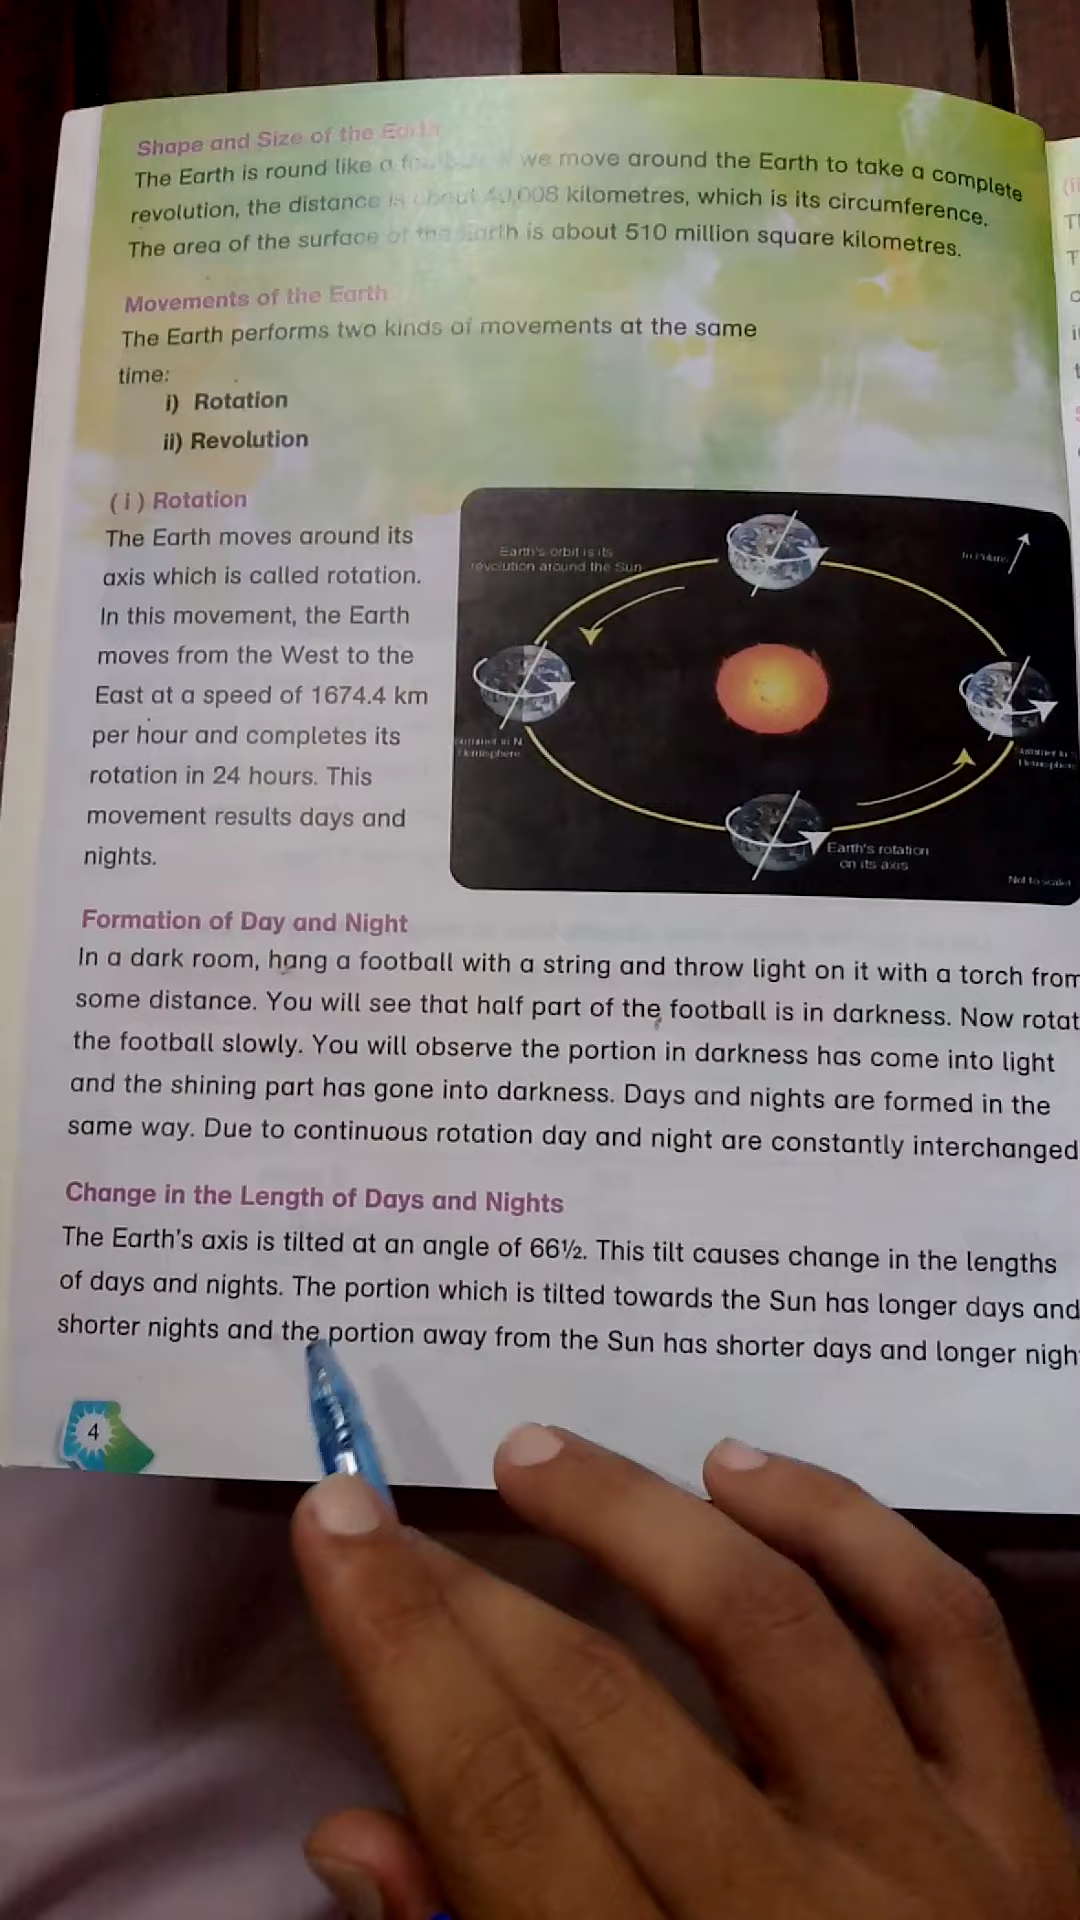 Shape and Size of the Earth
The Earth is round like a we move around the Earth to take a complete
revolution, the distance is about 40,008 kilometres, which is its circumference.
The area of the surface of the Earth is about 510 million square kilometres.
Movements of the Earth
The Earth performs two kinds of movements at the same
time:
i) Rotation
ii) Revolution
( i ) Rotation
The Earth moves around its
axis which is called rotation.
In this movement, the Earth
moves from the West to the
East at a speed of 1674.4 km
per hour and completes its
rotation in 24 hours. This
movement results days and
nights.
Earth's orbit is its
revolution around the Sun
Summer in N.
Hemisphere
Summer in S.
Hemisphere
Earth's rotation
on its axis
Not to scale
Formation of Day and Night
In a dark room, hang a football with a string and throw light on it with a torch from
some distance. You will see that half part of the football is in darkness. Now rotat
the football slowly. You will observe the portion in darkness has come into light
and the shining part has gone into darkness. Days and nights are formed in the
same way. Due to continuous rotation day and night are constantly interchanged
Change in the Length of Days and Nights
The Earth's axis is tilted at an angle of 66½. This tilt causes change in the lengths
of days and nights. The portion which is tilted towards the Sun has longer days and
shorter nights and the portion away from the Sun has shorter days and longer nigh
4